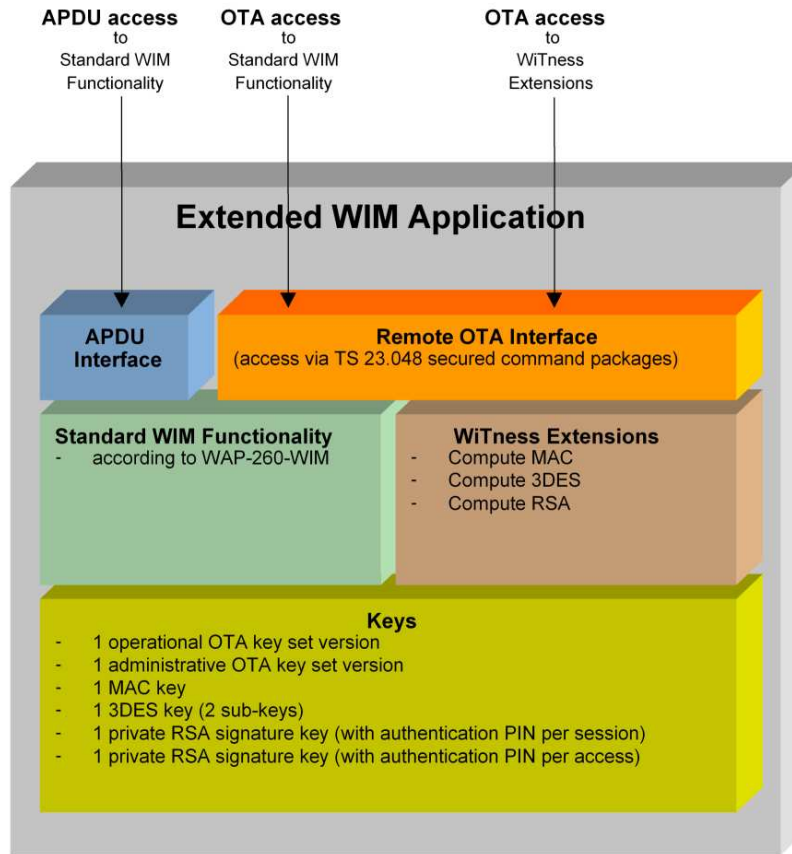 APDU access
to
Standard WIM
Functionality
OTA access
to
Standard WIM
Functionality
OTA access
to
WiTness
Extensions
Extended WIM Application
APDU
Interface
Remote OTA Interface
(access via TS 23.048 secured command packages)
Standard WIM Functionality
- according to WAP-260-WIM
WiTness Extensions
- Compute MAC
- Compute 3DES
- Compute RSA
Keys
- 1 operational OTA key set version
- 1 administrative OTA key set version
- 1 MAC key
- 1 3DES key (2 sub-keys)
- 1 private RSA signature key (with authentication PIN per session)
- 1 private RSA signature key (with authentication PIN per access)